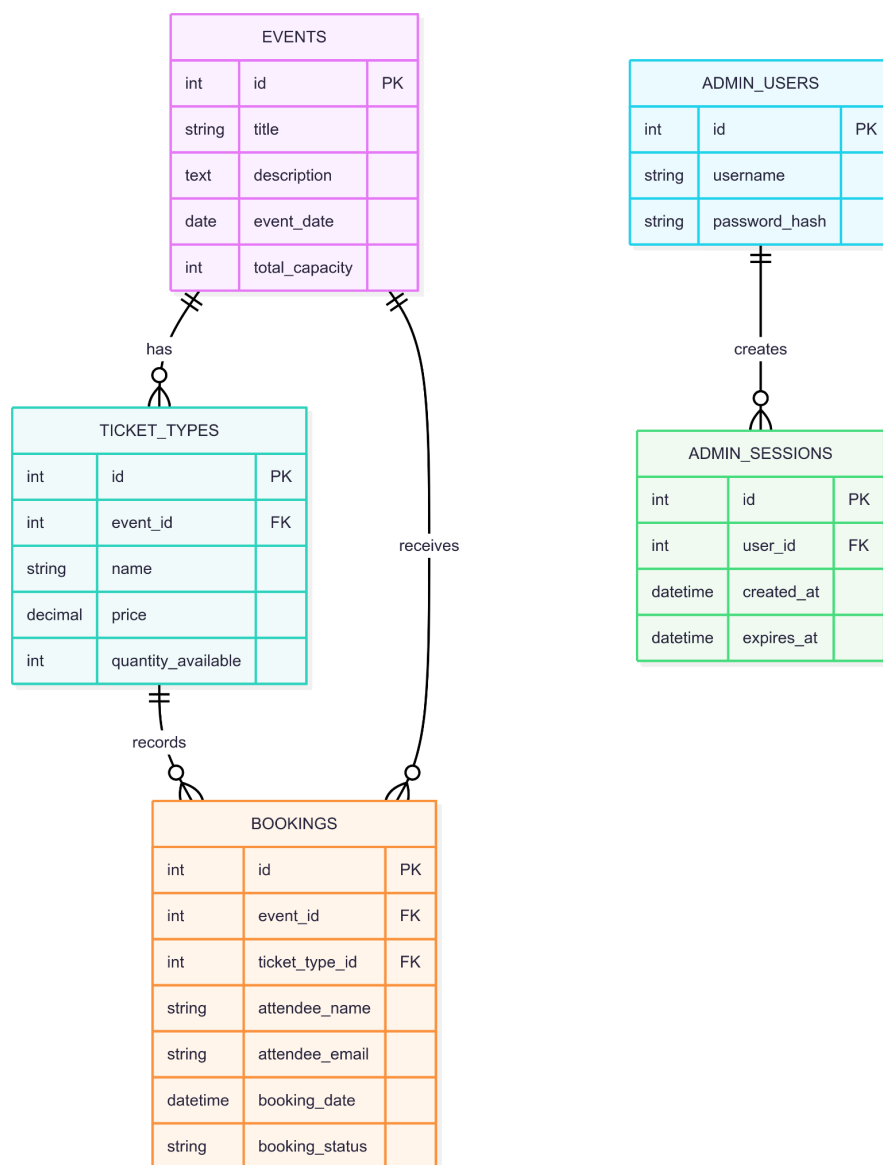 EVENTS
int id PK
string title
text description
date event_date
int total_capacity
ADMIN_USERS
int id PK
string username
string password_hash
has
creates
TICKET_TYPES
int id PK
int event_id FK
string name
decimal price
int quantity_available
receives
ADMIN_SESSIONS
int id PK
int user_id FK
datetime created_at
datetime expires_at
records
BOOKINGS
int id PK
int event_id FK
int ticket_type_id FK
string attendee_name
string attendee_email
datetime booking_date
string booking_status